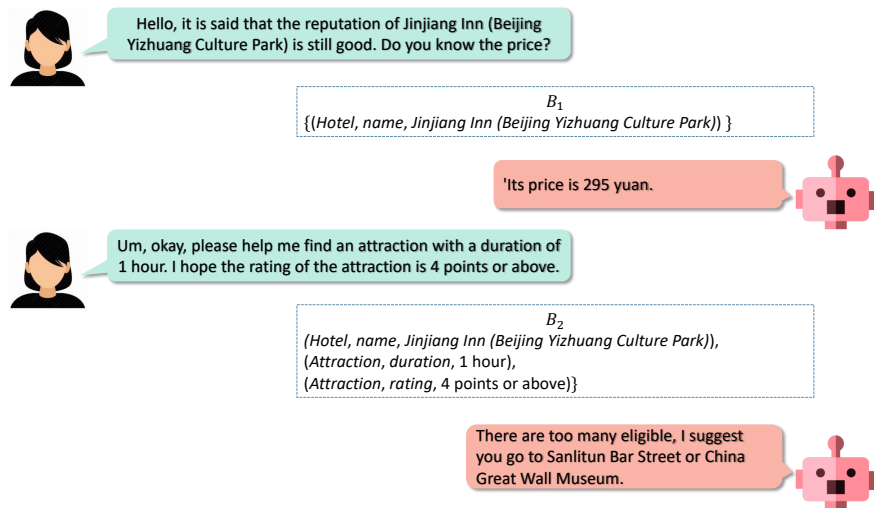 Hello, it is said that the reputation of Jinjiang Inn (Beijing
Yizhuang Culture Park) is still good. Do you know the price?
B₁
{(Hotel, name, Jinjiang Inn (Beijing Yizhuang Culture Park)) }
'Its price is 295 yuan.
Um, okay, please help me find an attraction with a duration of
1 hour. I hope the rating of the attraction is 4 points or above.
B₂
(Hotel, name, Jinjiang Inn (Beijing Yizhuang Culture Park)),
(Attraction, duration, 1 hour),
(Attraction, rating, 4 points or above)}
There are too many eligible, I suggest
you go to Sanlitun Bar Street or China
Great Wall Museum.